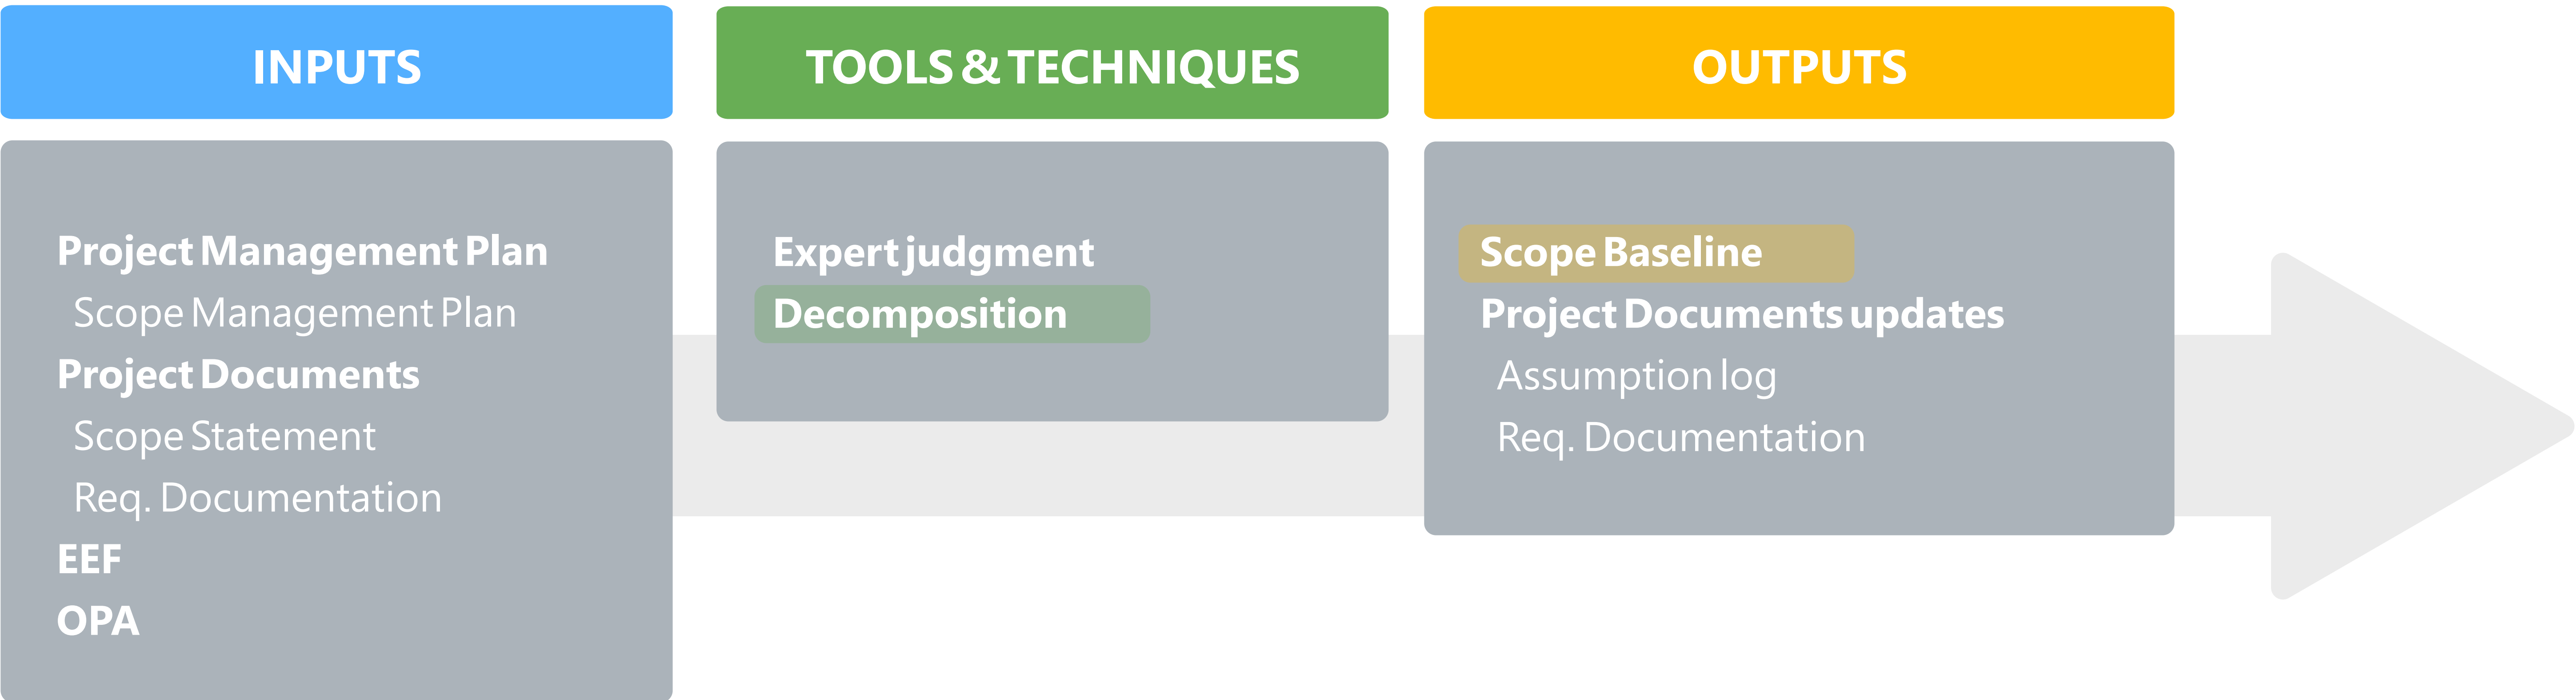 INPUTS
Project Management Plan
Scope Management Plan
Project Documents
Scope Statement
Req. Documentation
EEF
OPA
TOOLS & TECHNIQUES
Expert judgment
Decomposition
OUTPUTS
Scope Baseline
Project Documents updates
Assumption log
Req. Documentation